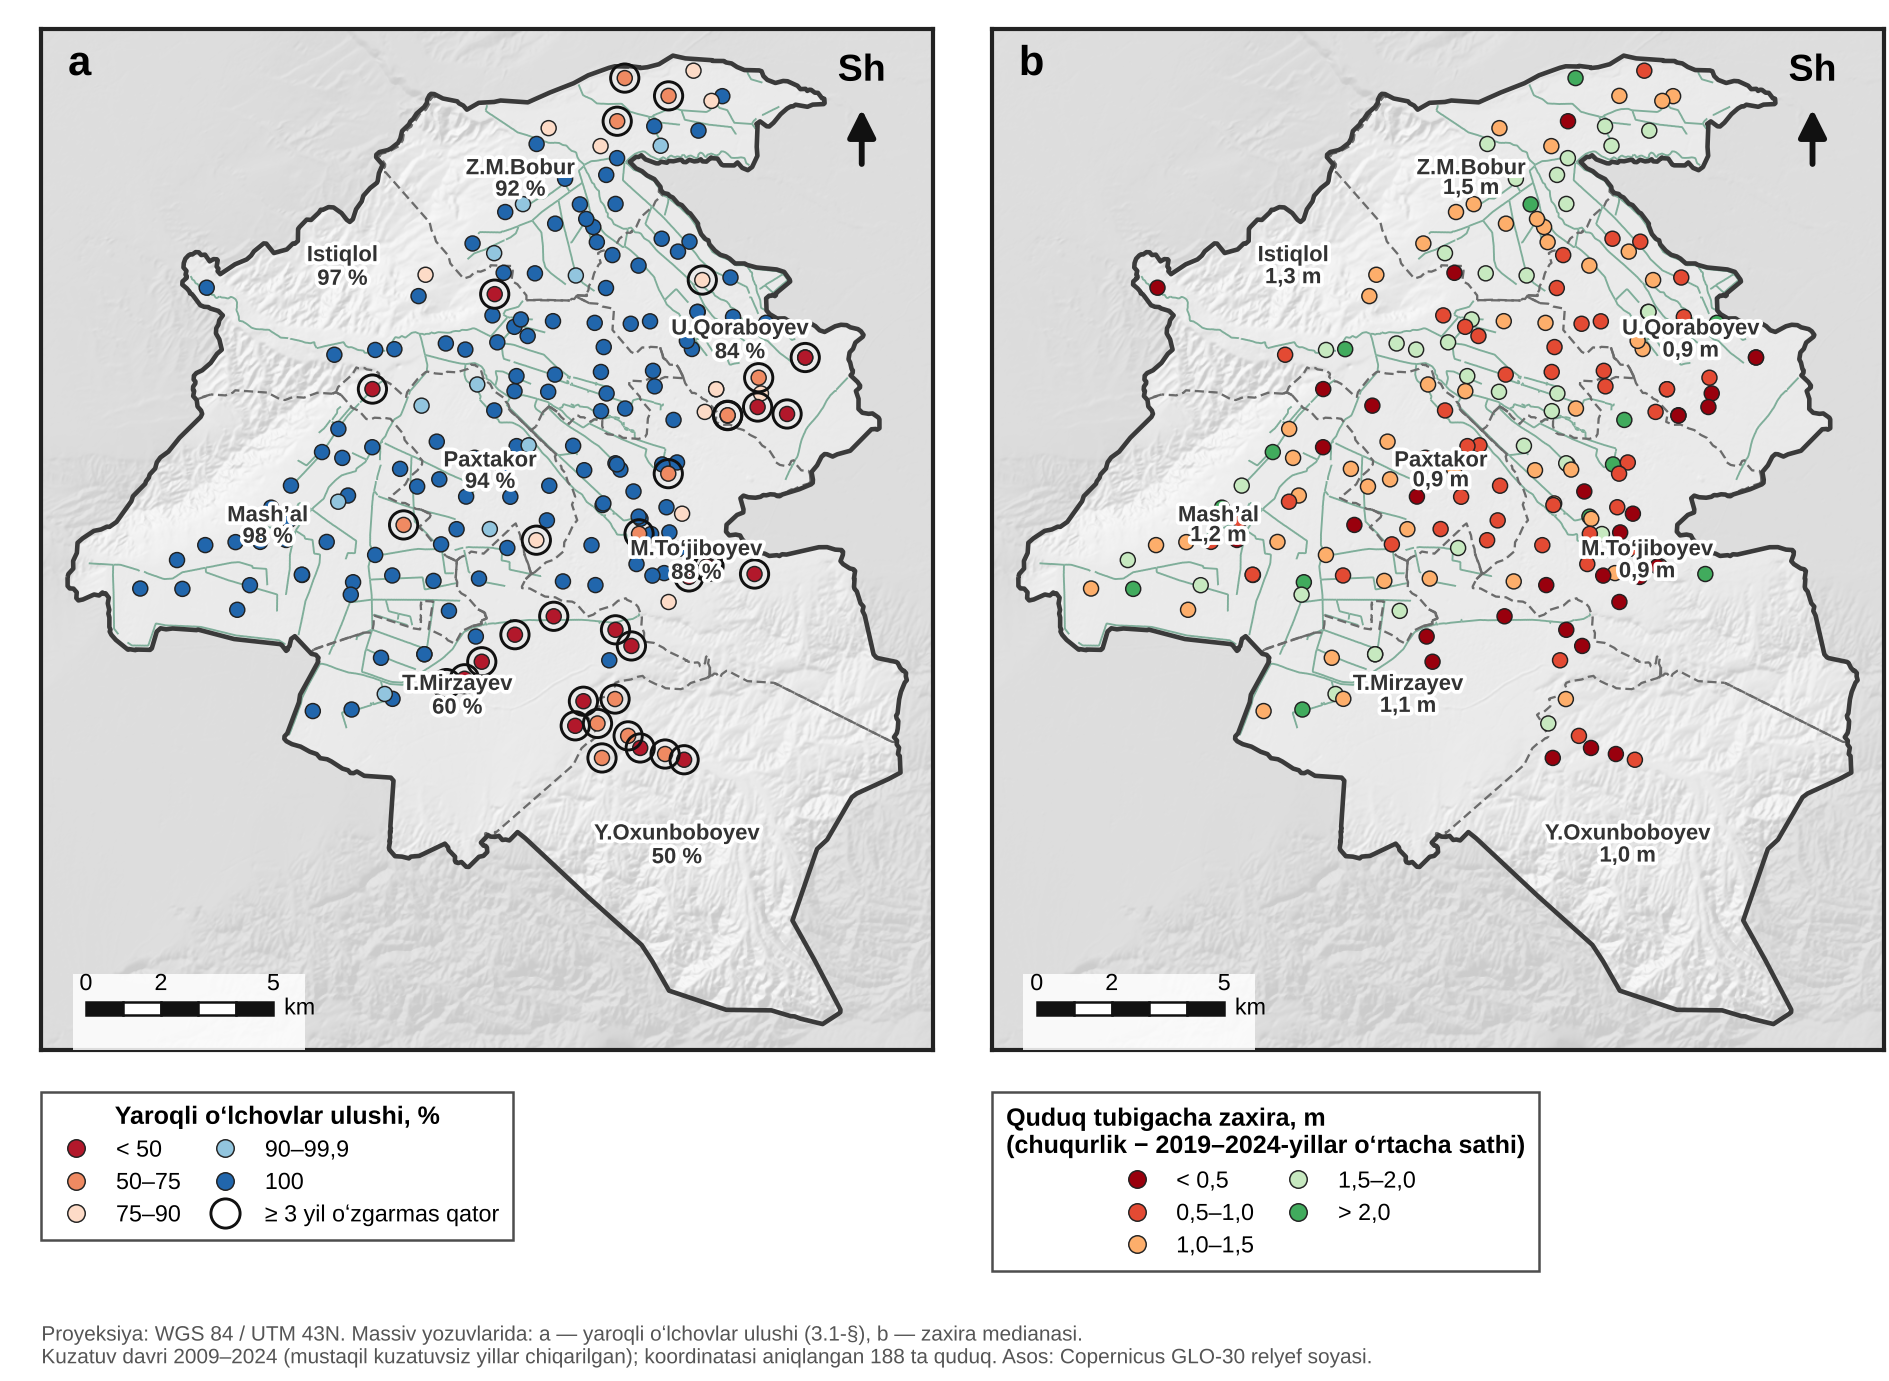 a
Sh
Z.M.Bobur
92 %
Istiqlol
97 %
U.Qoraboyev
84 %
Paxtakor
94 %
Mash’al
98 %
M.To‘jiboyev
88 %
T.Mirzayev
60 %
Y.Oxunboboyev
50 %
0 2 5
km
b
Sh
Z.M.Bobur
1,5 m
Istiqlol
1,3 m
U.Qoraboyev
0,9 m
Paxtakor
0,9 m
Mash’al
1,2 m
M.To‘jiboyev
0,9 m
T.Mirzayev
1,1 m
Y.Oxunboboyev
1,0 m
0 2 5
km
Yaroqli o‘lchovlar ulushi, %
< 50
50–75
75–90
90–99,9
100
≥ 3 yil o‘zgarmas qator
Quduq tubigacha zaxira, m
(chuqurlik − 2019–2024-yillar o‘rtacha sathi)
< 0,5
0,5–1,0
1,0–1,5
1,5–2,0
> 2,0
Proyeksiya: WGS 84 / UTM 43N. Massiv yozuvlarida: a — yaroqli o‘lchovlar ulushi (3.1-§), b — zaxira medianasi.
Kuzatuv davri 2009–2024 (mustaqil kuzatuvsiz yillar chiqarilgan); koordinatasi aniqlangan 188 ta quduq. Asos: Copernicus GLO-30 relyef soyasi.